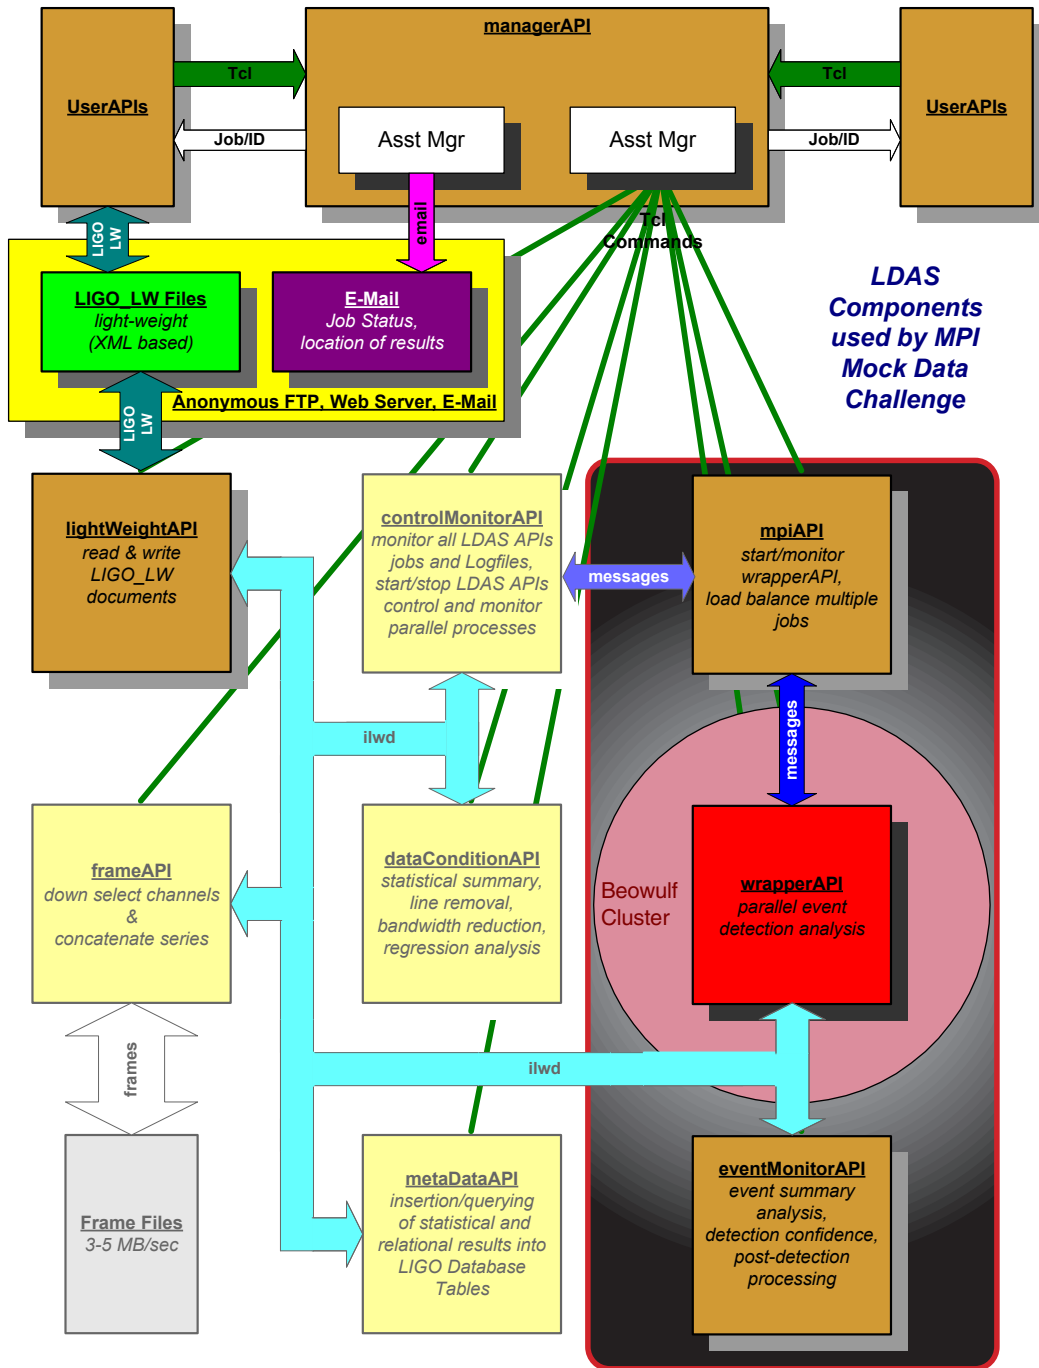 managerAPI
UserAPIs
Tcl
Job/ID
Asst Mgr
Asst Mgr
Tcl
Job/ID
UserAPIs
email
Tcl
Commands
LIGO
LW
LIGO_LW Files
light-weight
(XML based)
E-Mail
Job Status,
location of results
Anonymous FTP, Web Server, E-Mail
LIGO
LW
LDAS
Components
used by MPI
Mock Data
Challenge
lightWeightAPI
read & write
LIGO_LW
documents
controlMonitorAPI
monitor all LDAS APIs
jobs and Logfiles,
start/stop LDAS APIs
control and monitor
parallel processes
messages
mpiAPI
start/monitor
wrapperAPI,
load balance multiple
jobs
messages
ilwd
frameAPI
down select channels
&
concatenate series
dataConditionAPI
statistical summary,
line removal,
bandwidth reduction,
regression analysis
Beowulf
Cluster
wrapperAPI
parallel event
detection analysis
frames
ilwd
Frame Files
3-5 MB/sec
metaDataAPI
insertion/querying
of statistical and
relational results into
LIGO Database
Tables
eventMonitorAPI
event summary
analysis,
detection confidence,
post-detection
processing